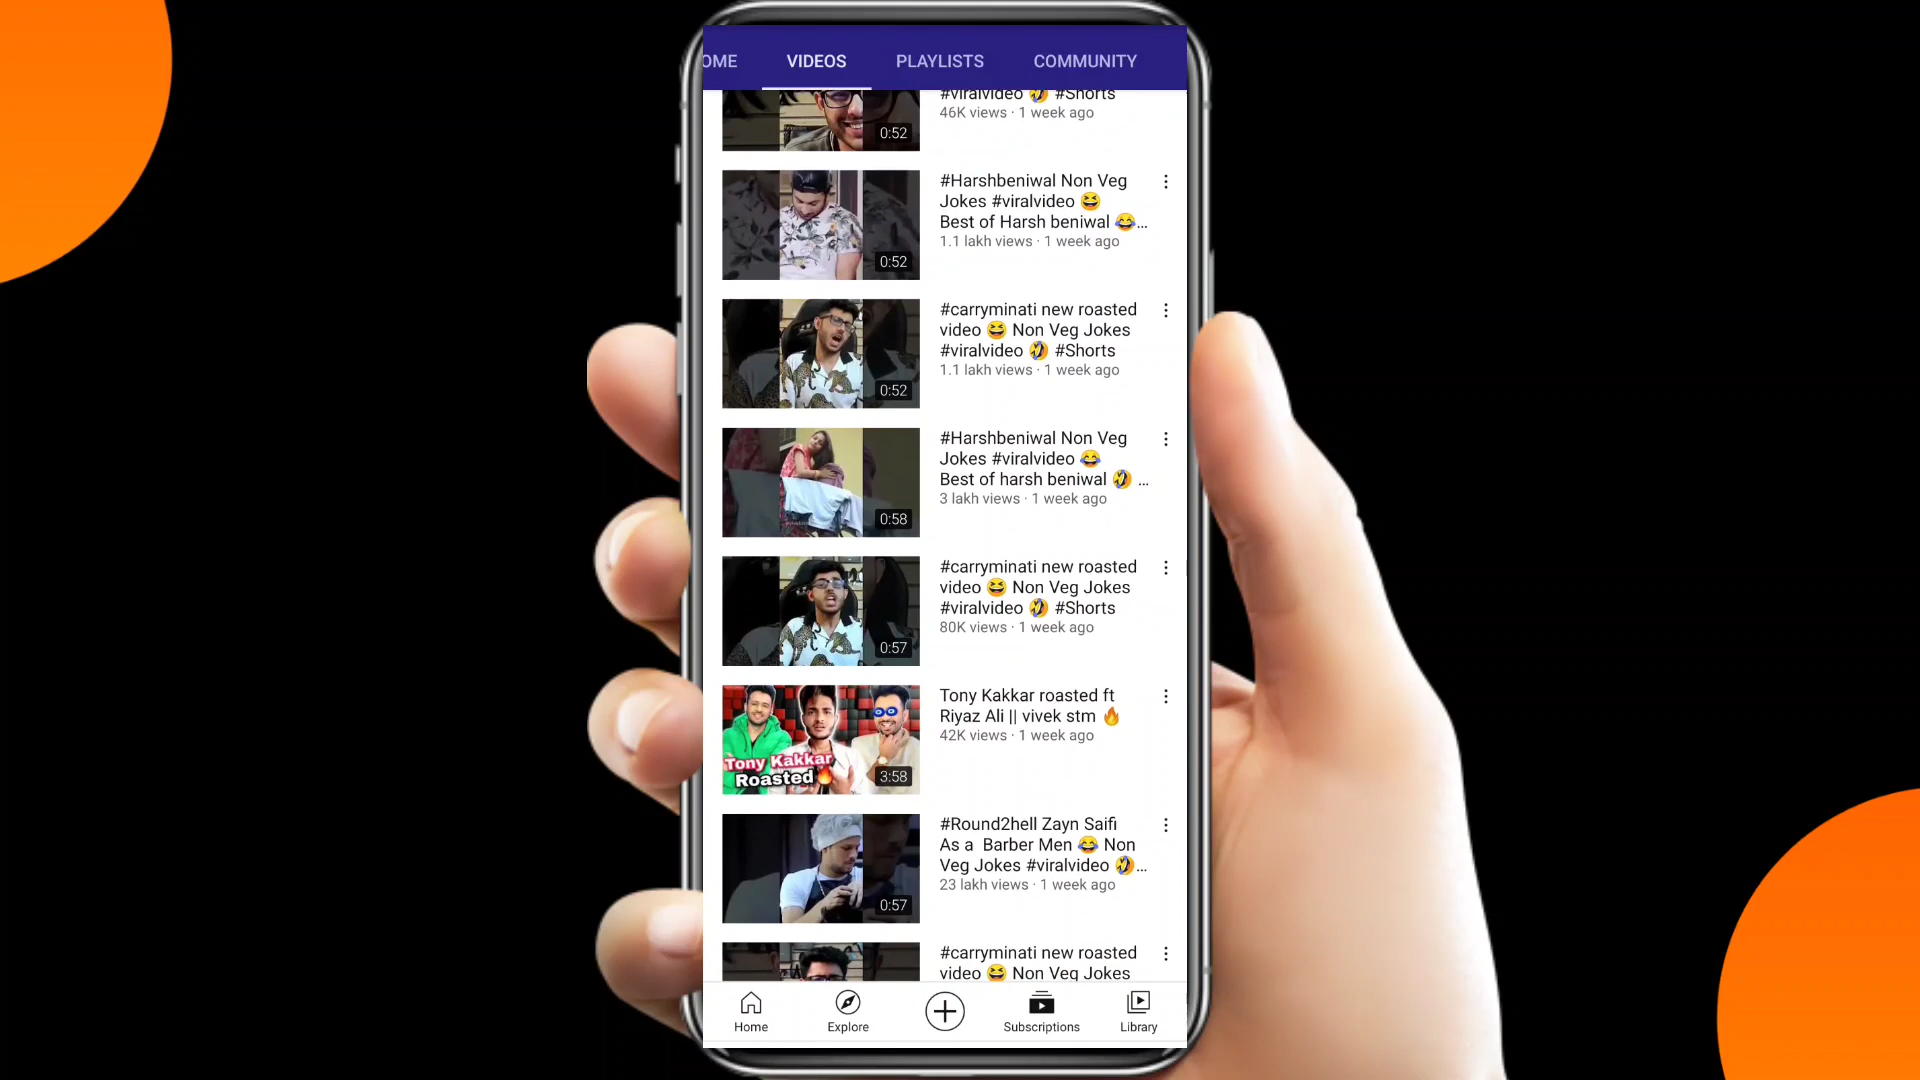 OME VIDEOS PLAYLISTS COMMUNITY
#viralvideo 🤣 #Shorts
46K views · 1 week ago
0:52
#Harshbeniwal Non Veg
Jokes #viralvideo 😆
Best of Harsh beniwal 😂...
1.1 lakh views · 1 week ago
0:52
#carryminati new roasted
video 😆 Non Veg Jokes
#viralvideo 🤣 #Shorts
1.1 lakh views · 1 week ago
0:52
#Harshbeniwal Non Veg
Jokes #viralvideo 😂
Best of harsh beniwal 🤣 ...
3 lakh views · 1 week ago
0:58
#carryminati new roasted
video 😆 Non Veg Jokes
#viralvideo 🤣 #Shorts
80K views · 1 week ago
0:57
Tony Kakkar roasted ft
Riyaz Ali || vivek stm 🔥
42K views · 1 week ago
Tony Kakkar
Roasted🔥
3:58
#Round2hell Zayn Saifi
As a  Barber Men 😂 Non
Veg Jokes #viralvideo 🤣...
23 lakh views · 1 week ago
0:57
#carryminati new roasted
video 😆 Non Veg Jokes
Home Explore Subscriptions Library